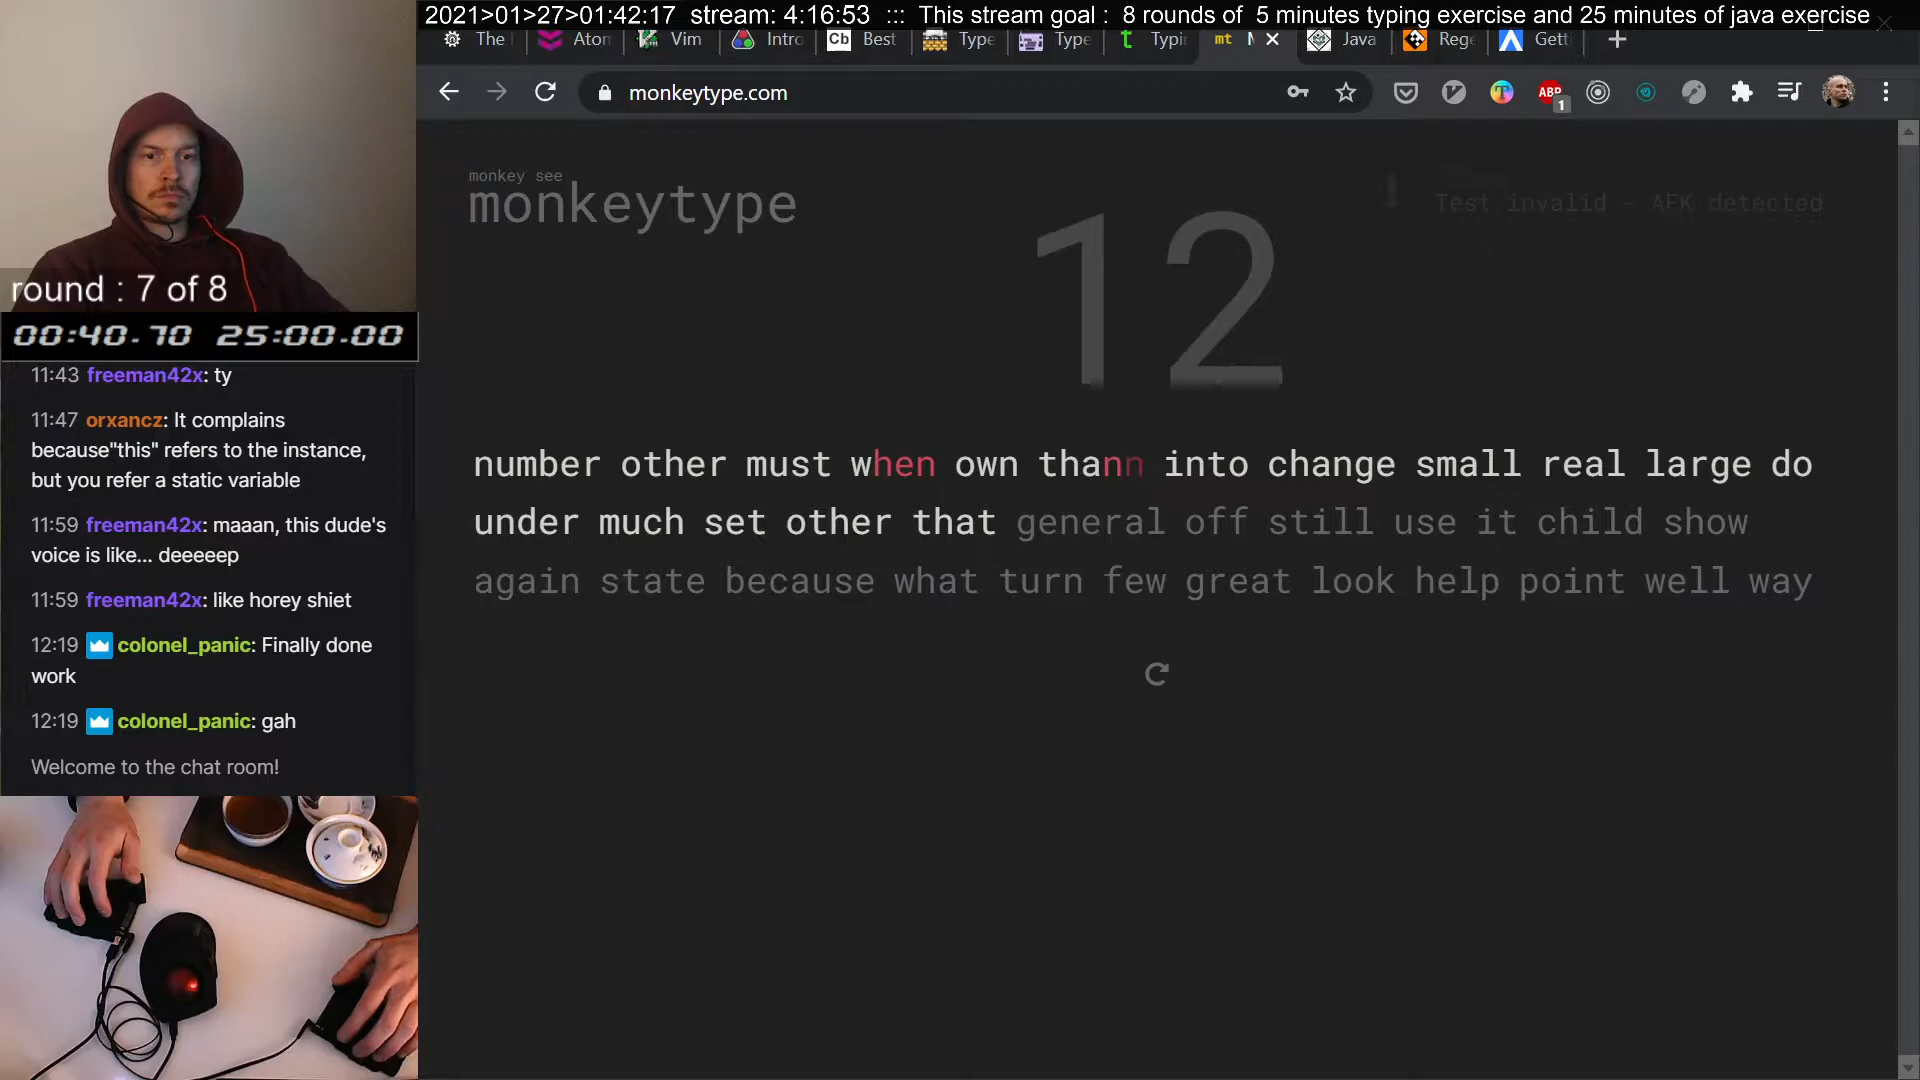 2021>01>27>01:42:17 stream: 4:16:53 ::: This stream goal : 8 rounds of 5 minutes typing exercise and 25 minutes of java exercise
The Aton Vim Intro Cb Best Type Type t Typi mt Java Reg Gett
monkeytype.com
ABP 1
monkey see
monkeytype
12
Test invalid - AFK detected
round : 7 of 8
00:40.70 25:00.00
11:43 freeman42x: ty
11:47 orxancz: It complains
because"this" refers to the instance,
but you refer a static variable
11:59 freeman42x: maaan, this dude's
voice is like... deeeeep
11:59 freeman42x: like horey shiet
12:19 colonel_panic: Finally done
work
12:19 colonel_panic: gah
Welcome to the chat room!
number other must when own thann into change small real large do
under much set other that general off still use it child show
again state because what turn few great look help point well way